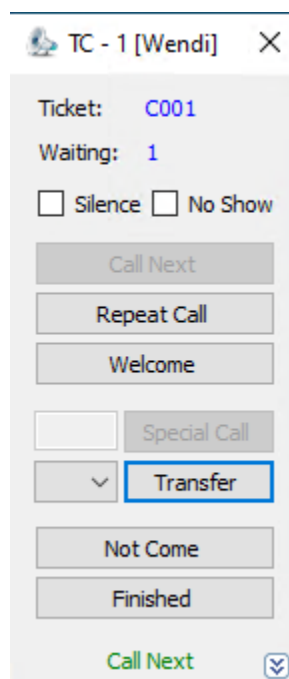 TC - 1 [Wendi]
Ticket: C001
Waiting: 1
Silence No Show
Call Next
Repeat Call
Welcome
Special Call
Transfer
Not Come
Finished
Call Next